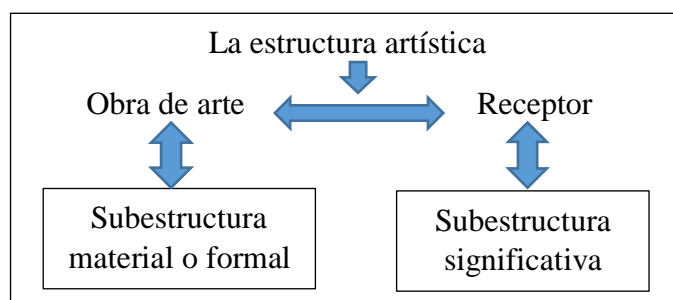 La estructura artística
Obra de arte
Receptor
Subestructura
material o formal
Subestructura
significativa